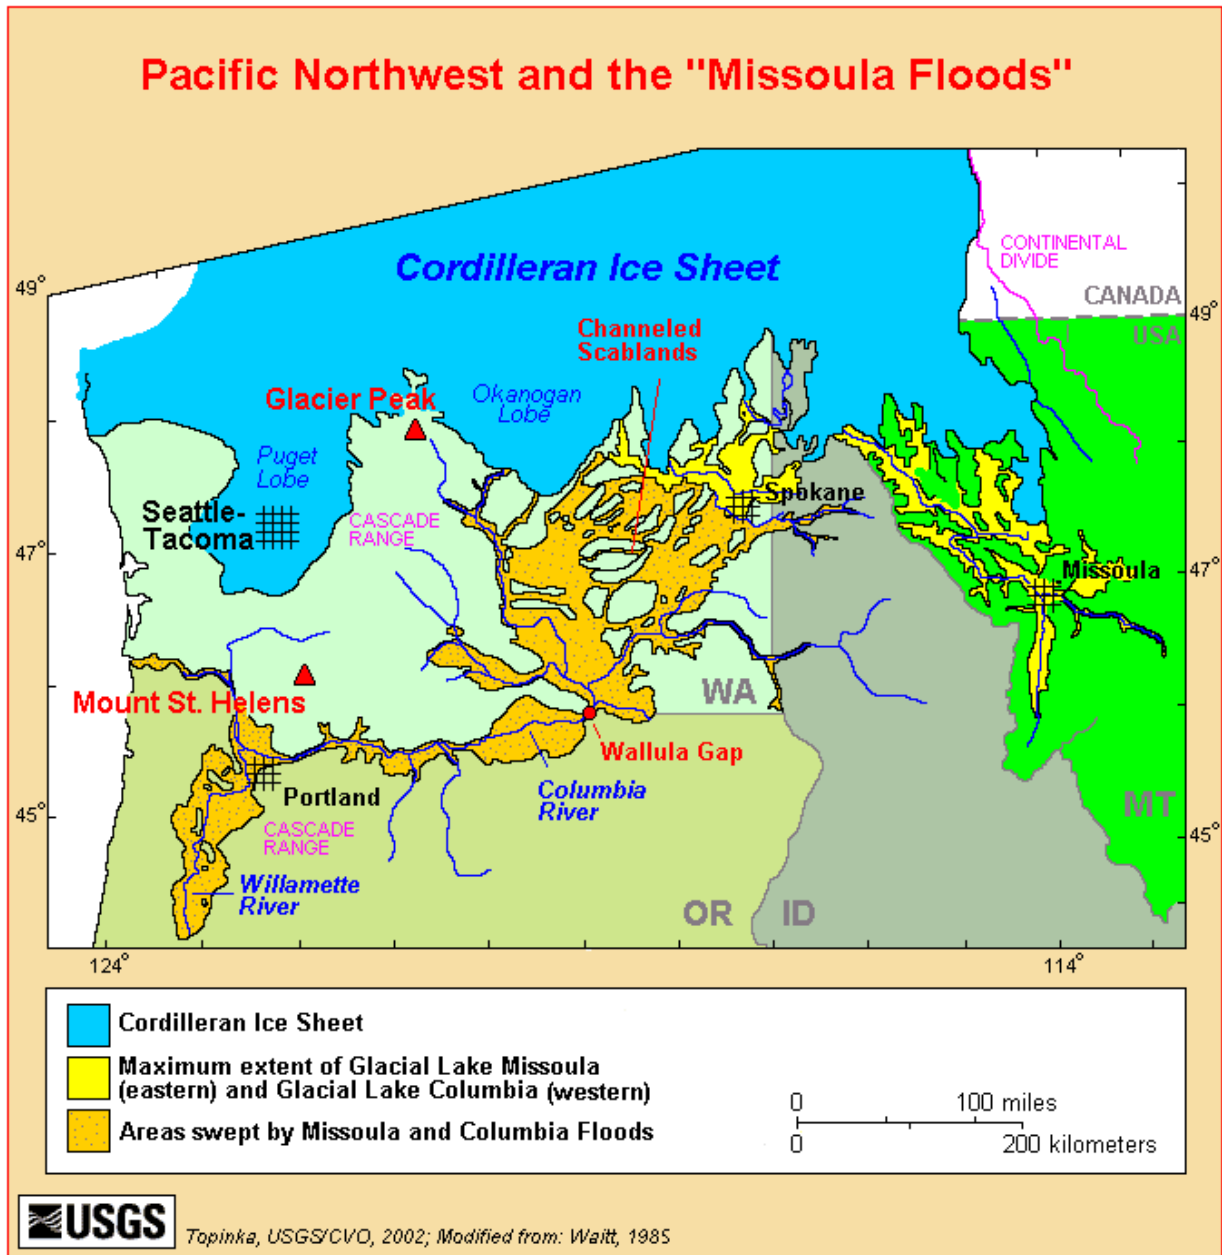 Pacific Northwest and the "Missoula Floods"
CONTINENTAL
DIVIDE
Cordilleran Ice Sheet
49°
CANADA
49°
USA
Channeled
Scablands
Glacier Peak
Okanogan
Lobe
Puget
Lobe
Spokane
Seattle-
Tacoma
CASCADE
RANGE
47°
Missoula
47°
WA
Mount St. Helens
Wallula Gap
Columbia
River
Portland
MT
45°
CASCADE
RANGE
45°
Willamette
River
OR
ID
124°
114°
Cordilleran Ice Sheet
Maximum extent of Glacial Lake Missoula
(eastern) and Glacial Lake Columbia (western)
Areas swept by Missoula and Columbia Floods
0 100 miles
0 200 kilometers
USGS
Topinka, USGS/CVO, 2002; Modified from: Waitt, 1985